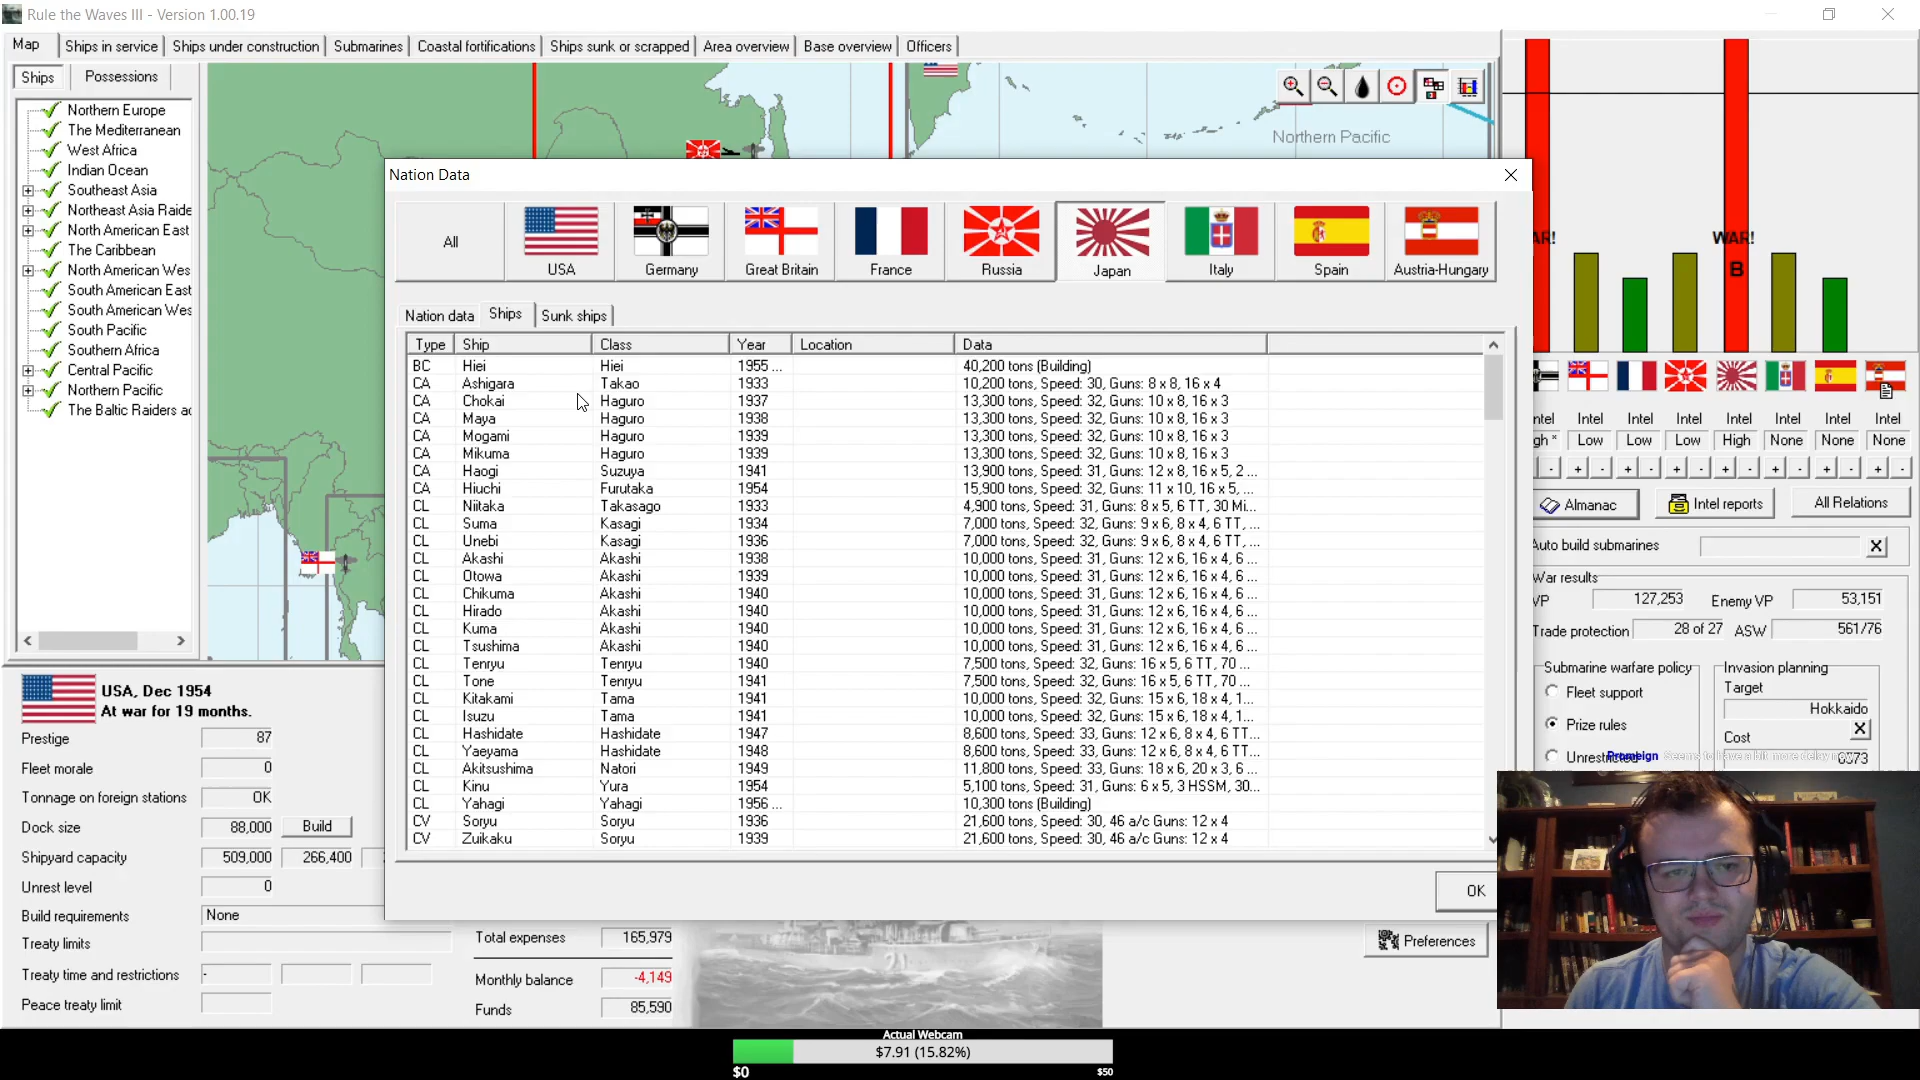 Rule the Waves III - Version 1.00.19
Map
Ships in service
Ships under construction
Submarines
Coastal fortifications
Ships sunk or scrapped
Area overview
Base overview
Officers
Ships
Possessions
Northern Europe
The Mediterranean
West Africa
Indian Ocean
Southeast Asia
Northeast Asia Raide
North American East
The Caribbean
North American Wes
South American East
South American Wes
South Pacific
Southern Africa
Central Pacific
Northern Pacific
The Baltic Raiders ac
Northern Pacific
Nation Data
All
USA
Germany
Great Britain
France
Russia
Japan
Italy
Spain
Austria-Hungary
Nation data
Ships
Sunk ships
Type Ship Class Year Location Data
BC Hiei Hiei 1955 ... 40,200 tons (Building)
CA Ashigara Takao 1933 10,200 tons, Speed: 30, Guns: 8 x 8, 16 x 4
CA Chokai Haguro 1937 13,300 tons, Speed: 32, Guns: 10 x 8, 16 x 3
CA Maya Haguro 1938 13,300 tons, Speed: 32, Guns: 10 x 8, 16 x 3
CA Mogami Haguro 1939 13,300 tons, Speed: 32, Guns: 10 x 8, 16 x 3
CA Mikuma Haguro 1939 13,300 tons, Speed: 32, Guns: 10 x 8, 16 x 3
CA Haogi Suzuya 1941 13,900 tons, Speed: 31, Guns: 12 x 8, 16 x 5, 2 ...
CA Hiuchi Furutaka 1954 15,900 tons, Speed: 32, Guns: 11 x 10, 16 x 5, ...
CL Niitaka Takasago 1933 4,900 tons, Speed: 31, Guns: 8 x 5, 6 TT, 30 Mi...
CL Suma Kasagi 1934 7,000 tons, Speed: 32, Guns: 9 x 6, 8 x 4, 6 TT, ...
CL Unebi Kasagi 1936 7,000 tons, Speed: 32, Guns: 9 x 6, 8 x 4, 6 TT, ...
CL Akashi Akashi 1938 10,000 tons, Speed: 31, Guns: 12 x 6, 16 x 4, 6 ...
CL Otowa Akashi 1939 10,000 tons, Speed: 31, Guns: 12 x 6, 16 x 4, 6 ...
CL Chikuma Akashi 1940 10,000 tons, Speed: 31, Guns: 12 x 6, 16 x 4, 6 ...
CL Hirado Akashi 1940 10,000 tons, Speed: 31, Guns: 12 x 6, 16 x 4, 6 ...
CL Kuma Akashi 1940 10,000 tons, Speed: 31, Guns: 12 x 6, 16 x 4, 6 ...
CL Tsushima Akashi 1940 10,000 tons, Speed: 31, Guns: 12 x 6, 16 x 4, 6 ...
CL Tenryu Tenryu 1940 7,500 tons, Speed: 32, Guns: 16 x 5, 6 TT, 70 ...
CL Tone Tenryu 1941 7,500 tons, Speed: 32, Guns: 16 x 5, 6 TT, 70 ...
CL Kitakami Tama 1941 10,000 tons, Speed: 32, Guns: 15 x 6, 18 x 4, 1...
CL Isuzu Tama 1941 10,000 tons, Speed: 32, Guns: 15 x 6, 18 x 4, 1...
CL Hashidate Hashidate 1947 8,600 tons, Speed: 33, Guns: 12 x 6, 8 x 4, 6 TT...
CL Yaeyama Hashidate 1948 8,600 tons, Speed: 33, Guns: 12 x 6, 8 x 4, 6 TT...
CL Akitsushima Natori 1949 11,800 tons, Speed: 33, Guns: 18 x 6, 20 x 3, 6 ...
CL Kinu Yura 1954 5,100 tons, Speed: 31, Guns: 6 x 5, 3 HSSM, 30...
CL Yahagi Yahagi 1956 ... 10,300 tons (Building)
CV Soryu Soryu 1936 21,600 tons, Speed: 30, 46 a/c Guns: 12 x 4
CV Zuikaku Soryu 1939 21,600 tons, Speed: 30, 46 a/c Guns: 12 x 4
OK
AR!
WAR!
B
ntel Intel Intel Intel Intel Intel Intel Intel
gh * Low Low Low High None None None
- + - + - + - + - + - + - + -
Almanac
Intel reports
All Relations
Auto build submarines
X
War results
VP 127,253 Enemy VP 53,151
Trade protection 28 of 27 ASW 561/76
Submarine warfare policy
Fleet support
Prize rules
Invasion planning
Target
Hokkaido
X
Cost
USA, Dec 1954
At war for 19 months.
Prestige 87
Fleet morale 0
Tonnage on foreign stations OK
Dock size 88,000 Build
Shipyard capacity 509,000 266,400
Unrest level 0
Build requirements None
Treaty limits
Treaty time and restrictions -
Peace treaty limit
Total expenses 165,979
Monthly balance -4,149
Funds 85,590
21
Preferences
Actual Webcam
$7.91 (15.82%)
$0
$50